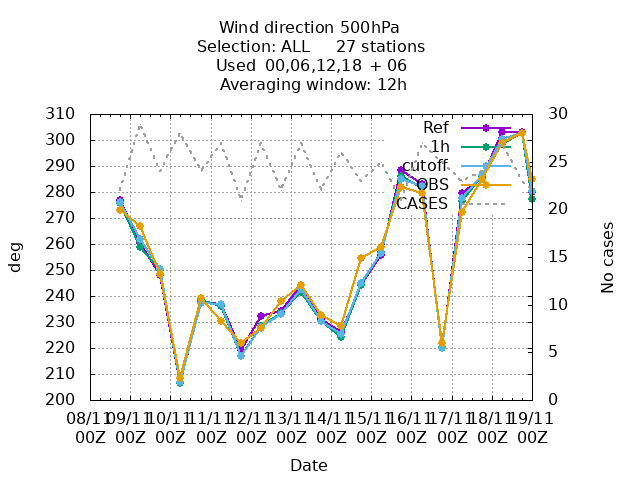 Wind direction 500hPa
Selection: ALL 27 stations
Used 00,06,12,18 + 06
Averaging window: 12h
310
300
290
280
270
260
250
240
230
220
210
200
30
25
20
15
10
5
0
deg
No cases
Ref
1h
cutoff
OBS
CASES
08/11 09/11 10/11 11/11 12/11 13/11 14/11 15/11 16/11 17/11 18/11 19/11
00Z 00Z 00Z 00Z 00Z 00Z 00Z 00Z 00Z 00Z 00Z 00Z
Date